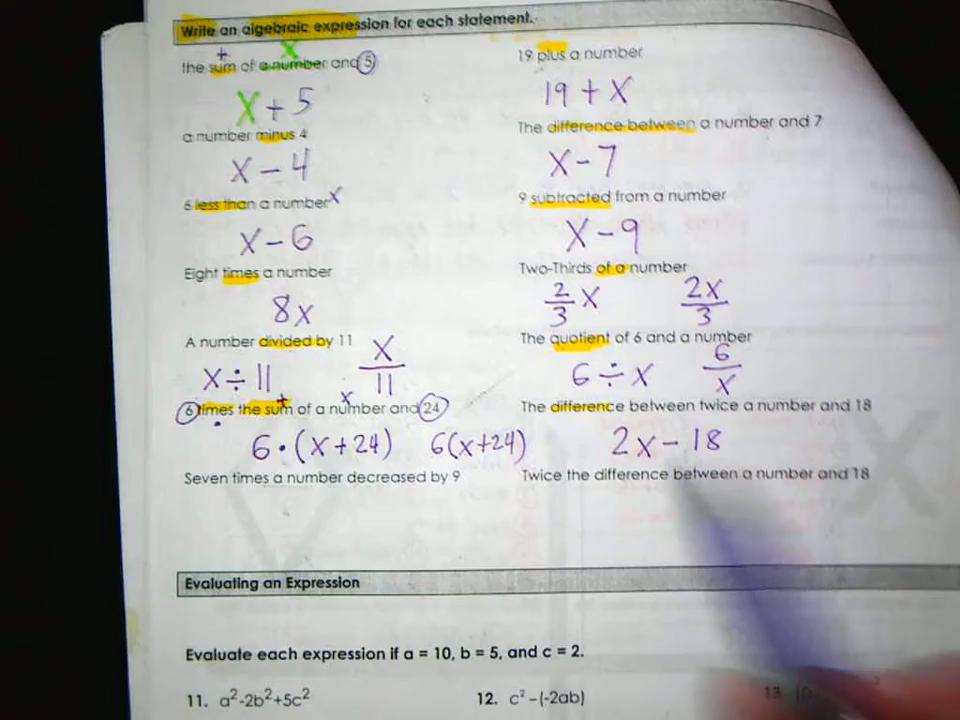 Write an algebraic expression for each statement.
+ x
the sum of a number and 5
x + 5
a number minus 4
x - 4
6 less than a number x
x - 6
Eight times a number
8x
A number divided by 11
x ÷ 11 x/11
+ x
6 times the sum of a number and 24
·
6 · (x + 24) 6(x+24)
Seven times a number decreased by 9
19 plus a number
19 + x
The difference between a number and 7
x - 7
9 subtracted from a number
x - 9
Two-Thirds of a number
2/3 x 2x/3
The quotient of 6 and a number
6 ÷ x 6/x
The difference between twice a number and 18
2x - 18
Twice the difference between a number and 18
Evaluating an Expression
Evaluate each expression if a = 10, b = 5, and c = 2.
11. a²-2b²+5c²
12. c² - (-2ab)
13